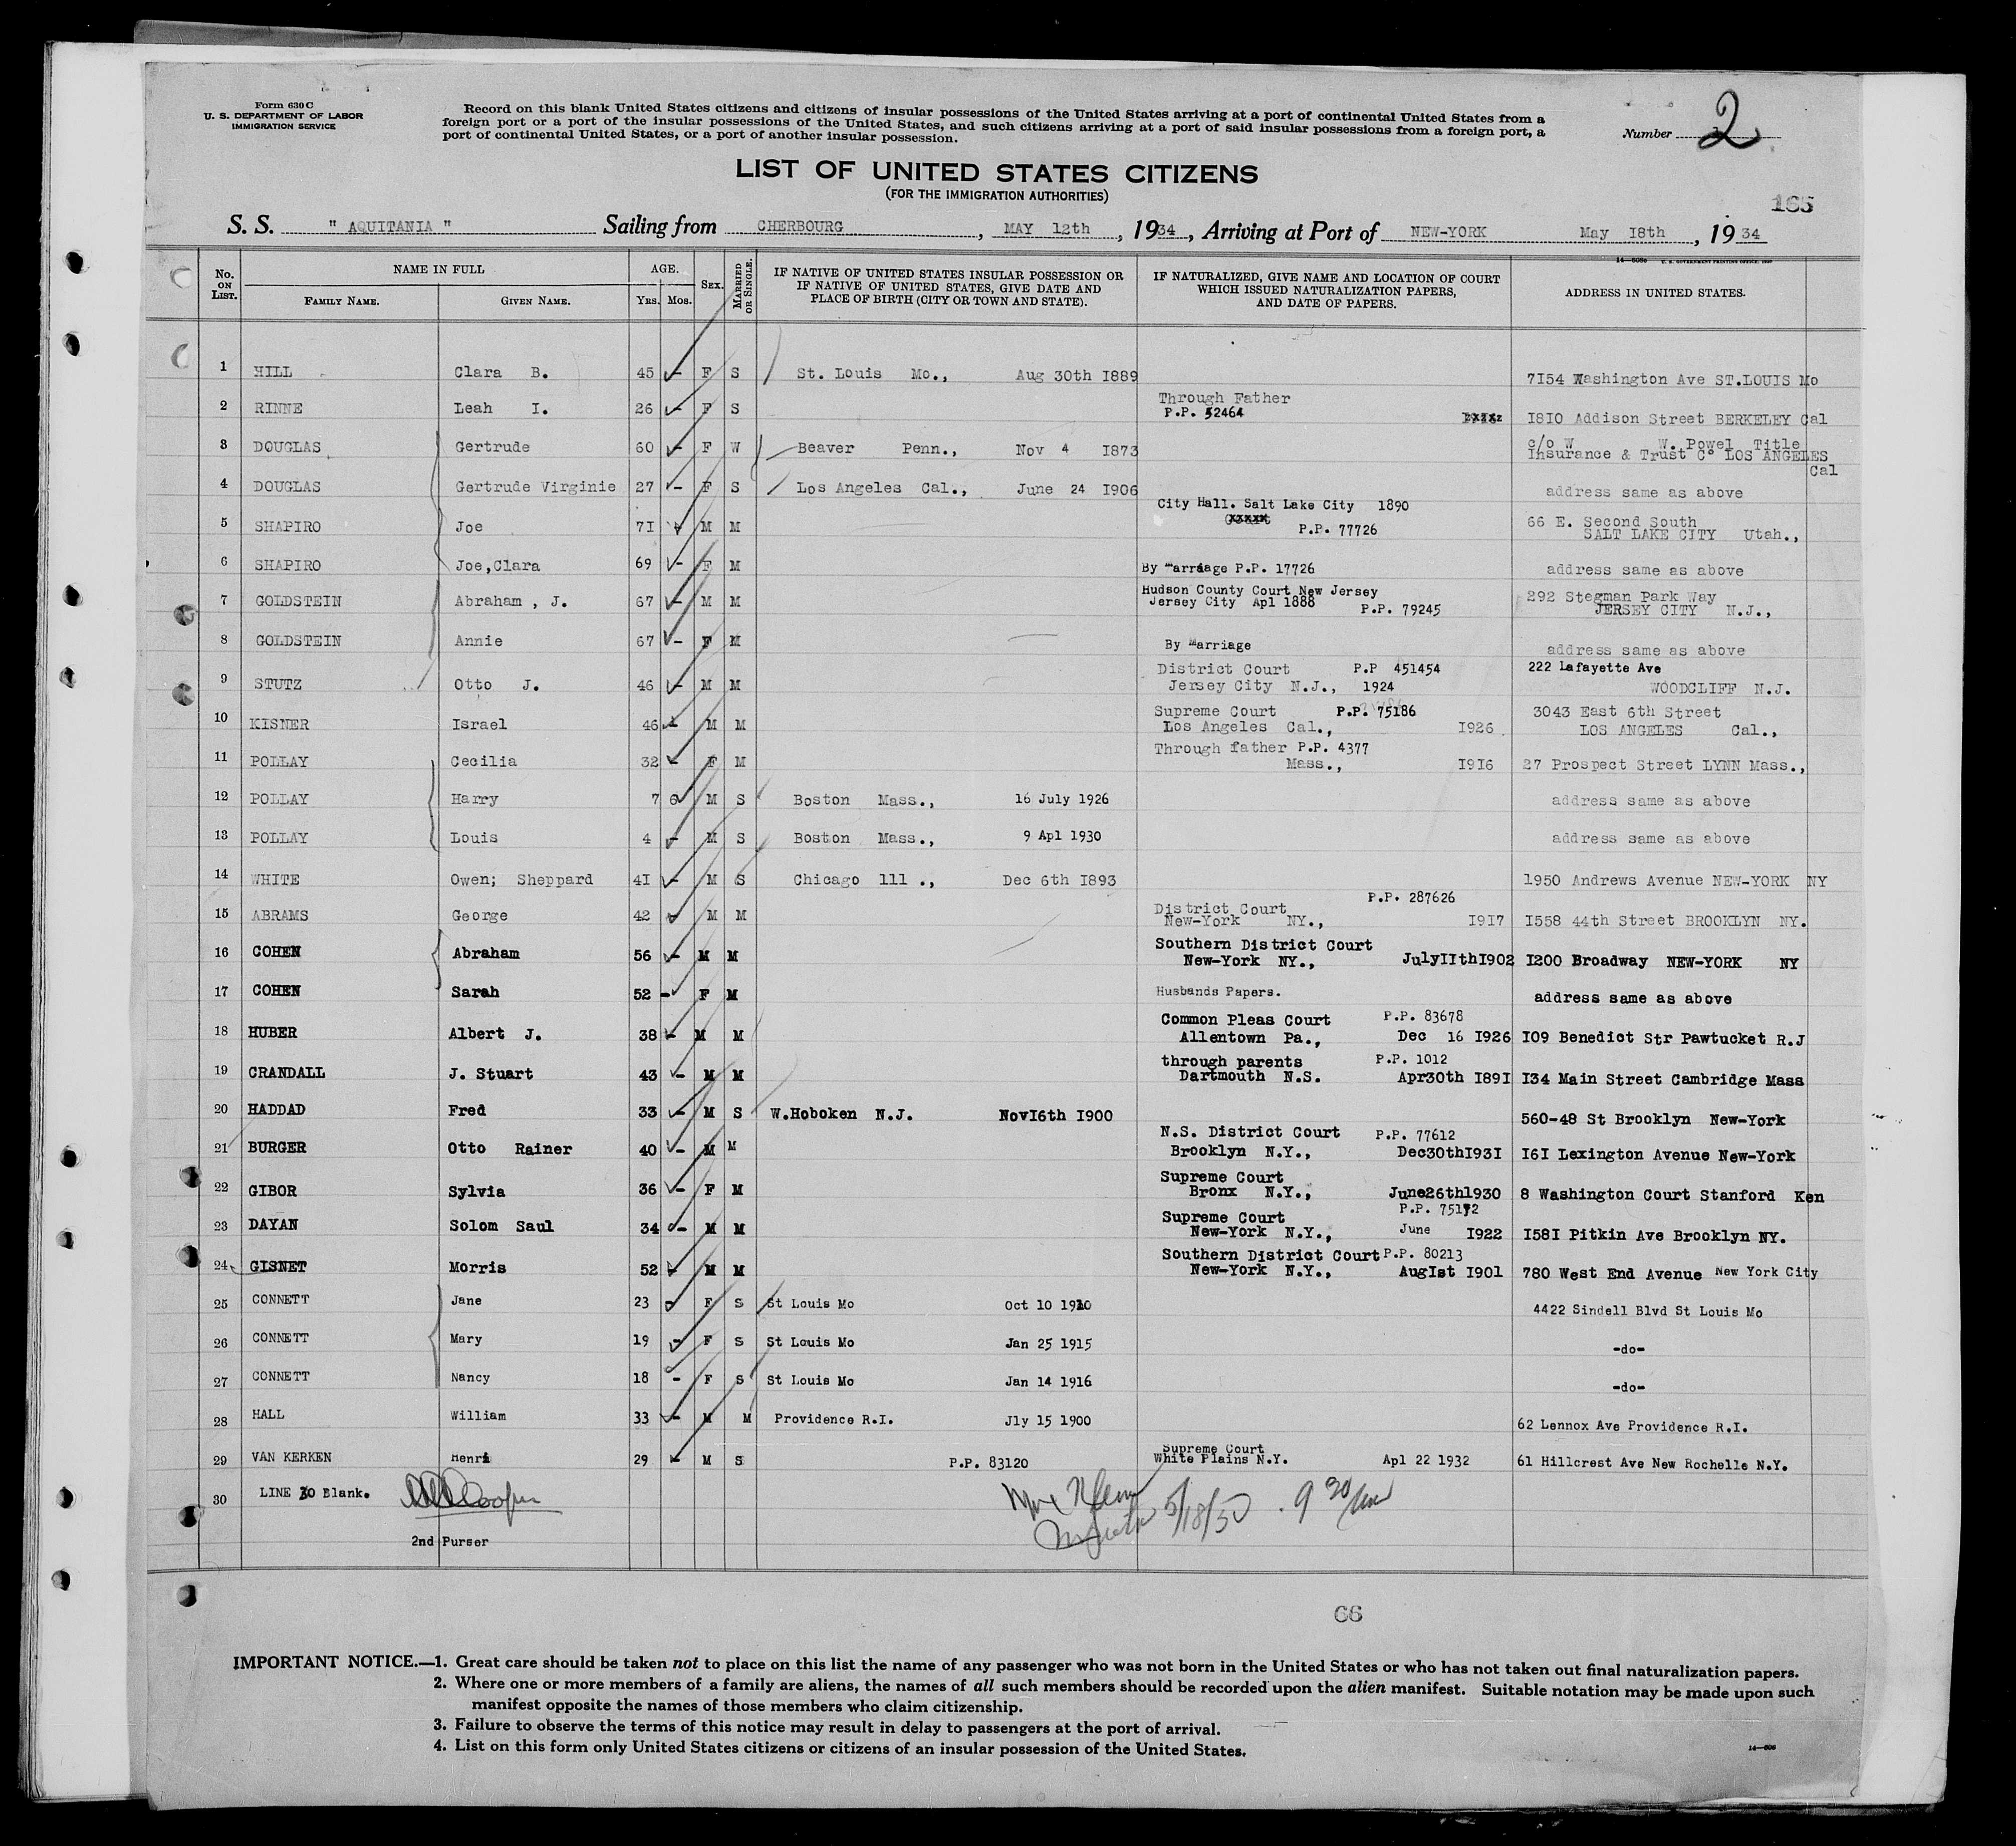 Form 630 C
U. S. DEPARTMENT OF LABOR
IMMIGRATION SERVICE
Record on this blank United States citizens and citizens of insular possessions of the United States arriving at a port of continental United States from a
foreign port or a port of the insular possessions of the United States, and such citizens arriving at a port of said insular possessions from a foreign port, a
port of continental United States, or a port of another insular possession.
Number 2
LIST OF UNITED STATES CITIZENS
(FOR THE IMMIGRATION AUTHORITIES)
165
S. S. " AQUITANIA " Sailing from CHERBOURG, MAY 12th, 1934, Arriving at Port of NEW-YORK May 18th, 1934
No. ON LIST. NAME IN FULL FAMILY NAME. GIVEN NAME. AGE. YRS. MOS. SEX. MARRIED OR SINGLE.
IF NATIVE OF UNITED STATES INSULAR POSSESSION OR
IF NATIVE OF UNITED STATES, GIVE DATE AND
PLACE OF BIRTH (CITY OR TOWN AND STATE).
IF NATURALIZED, GIVE NAME AND LOCATION OF COURT
WHICH ISSUED NATURALIZATION PAPERS,
AND DATE OF PAPERS.
ADDRESS IN UNITED STATES.
1 HILL Clara B. 45 - F S St. Louis Mo., Aug 30th 1889 7154 Washington Ave ST.LOUIS Mo
2 RINNE Leah I. 26 - F S Through Father
P.P. 52464 1810 Addison Street BERKELEY Cal
3 DOUGLAS Gertrude 60 - F W Beaver Penn., Nov 4 1873 c/o W W. Powel Title
Insurance & Trust Co LOS ANGELES
Cal
4 DOUGLAS Gertrude Virginie 27 - F S Los Angeles Cal., June 24 1906 address same as above
5 SHAPIRO Joe 71 M M City Hall. Salt Lake City 1890
P.P. 77726 66 E. Second South
SALT LAKE CITY Utah.,
6 SHAPIRO Joe,Clara 69 - F M By Marriage P.P. 17726 address same as above
7 GOLDSTEIN Abraham , J. 67 - M M Hudson County Court New Jersey
Jersey City Apl 1888 P.P. 79245 292 Stegman Park Way
JERSEY CITY N.J.,
8 GOLDSTEIN Annie 67 - F M By Marriage address same as above
9 STUTZ Otto J. 46 - M M District Court P.P 451454
Jersey City N.J., 1924 222 Lafayette Ave
WOODCLIFF N.J.
10 KISNER Israel 46 - M M Supreme Court P.P. 75186
Los Angeles Cal., 1926 3043 East 6th Street
LOS ANGELES Cal.,
11 POLLAY Cecilia 32 - F M Through father P.P. 4377
Mass., 1916 27 Prospect Street LYNN Mass.,
12 POLLAY Harry 7 6 M S Boston Mass., 16 July 1926 address same as above
13 POLLAY Louis 4 - M S Boston Mass., 9 Apl 1930 address same as above
14 WHITE Owen; Sheppard 41 - M S Chicago lll ., Dec 6th 1893 1950 Andrews Avenue NEW-YORK NY
15 ABRAMS George 42 - M M P.P. 287626
District Court
New-York NY., 1917 1558 44th Street BROOKLYN NY.
16 COHEN Abraham 56 - M M Southern District Court
New-York NY., July11th1902 1200 Broadway NEW-YORK NY
17 COHEN Sarah 52 - F M Husbands Papers. address same as above
18 HUBER Albert J. 38 - M M Common Pleas Court P.P. 83678
Allentown Pa., Dec 16 1926 109 Benedict Str Pawtucket R.J
19 CRANDALL J. Stuart 43 - M M through parents P.P. 1012
Dartmouth N.S. Apr30th 1891 134 Main Street Cambridge Mass
20 HADDAD Fred 33 - M S W.Hoboken N.J. Nov16th 1900 560-48 St Brooklyn New-York
21 BURGER Otto Rainer 40 - M M N.S. District Court P.P. 77612
Brooklyn N.Y., Dec30th1931 161 Lexington Avenue New-York
22 GIBOR Sylvia 36 - F M Supreme Court
Bronx N.Y., June26th1930 8 Washington Court Stanford Ken
23 DAYAN Solom Saul 34 - M M Supreme Court P.P. 75172
New-York N.Y., June 1922 1581 Pitkin Ave Brooklyn NY.
24 GISNET Morris 52 - M M Southern District Court P.P. 80213
New-York N.Y., Aug1st 1901 780 West End Avenue New York City
25 CONNETT Jane 23 - F S St Louis Mo Oct 10 1910 4422 Sindell Blvd St Louis Mo
26 CONNETT Mary 19 - F S St Louis Mo Jan 25 1915 -do-
27 CONNETT Nancy 18 - F S St Louis Mo Jan 14 1916 -do-
28 HALL William 33 - M M Providence R.I. Jly 15 1900 62 Lennox Ave Providence R.I.
29 VAN KERKEN Henri 29 - M S P.P. 83120 Supreme Court
White Plains N.Y. Apl 22 1932 61 Hillcrest Ave New Rochelle N.Y.
30 LINE 30 Blank. Cooper
2nd Purser
66
IMPORTANT NOTICE.—1. Great care should be taken not to place on this list the name of any passenger who was not born in the United States or who has not taken out final naturalization papers.
2. Where one or more members of a family are aliens, the names of all such members should be recorded upon the alien manifest. Suitable notation may be made upon such
manifest opposite the names of those members who claim citizenship.
3. Failure to observe the terms of this notice may result in delay to passengers at the port of arrival.
4. List on this form only United States citizens or citizens of an insular possession of the United States.